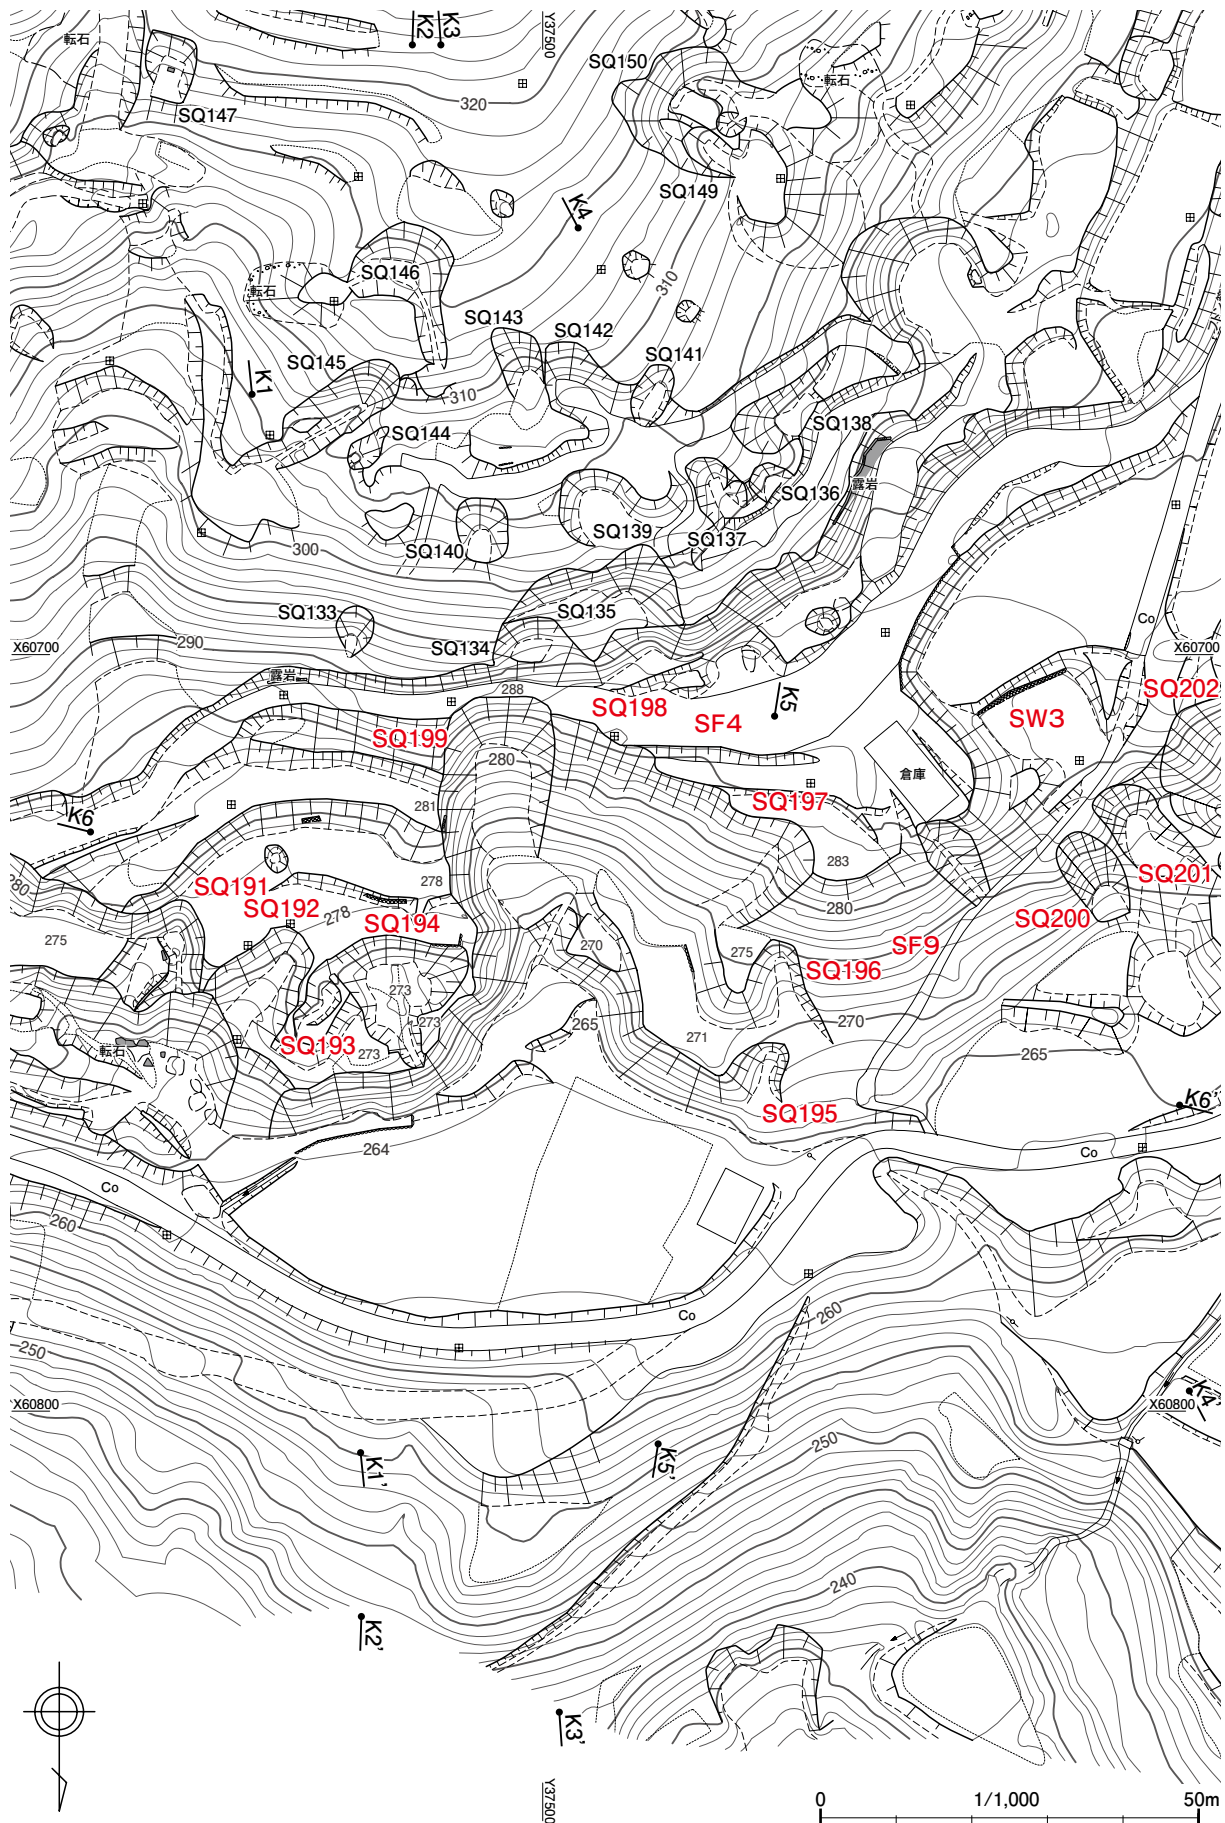 転石
K2
K3
Y37500
SQ150
転石
320
SQ147
SQ149
K4
SQ146
転石
310
SQ143
SQ142
SQ141
SQ145
K1
310
SQ138
SQ144
露岩
SQ136
SQ139
SQ137
SQ140
300
SQ133
SQ135
Co
X60700
290
SQ134
X60700
露岩
288
SQ198
K5
SQ202
SF4
SW3
SQ199
280
倉庫
281
SQ197
K6
283
280
SQ191
278
SQ201
SQ192
278
SQ194
280
SQ200
275
270
275
SF9
SQ196
273
273
265
270
271
SQ193
273
転石
265
SQ195
K6'
264
Co
Co
260
260
Co
250
K4'
X60800
X60800
250
K1'
K5'
240
K2'
K3'
Y37500
0 1/1,000 50m